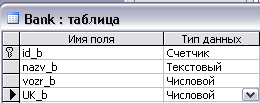 Bank : таблица
Имя поля Тип данных
id_b Счетчик
nazv_b Текстовый
vozr_b Числовой
UK_b Числовой